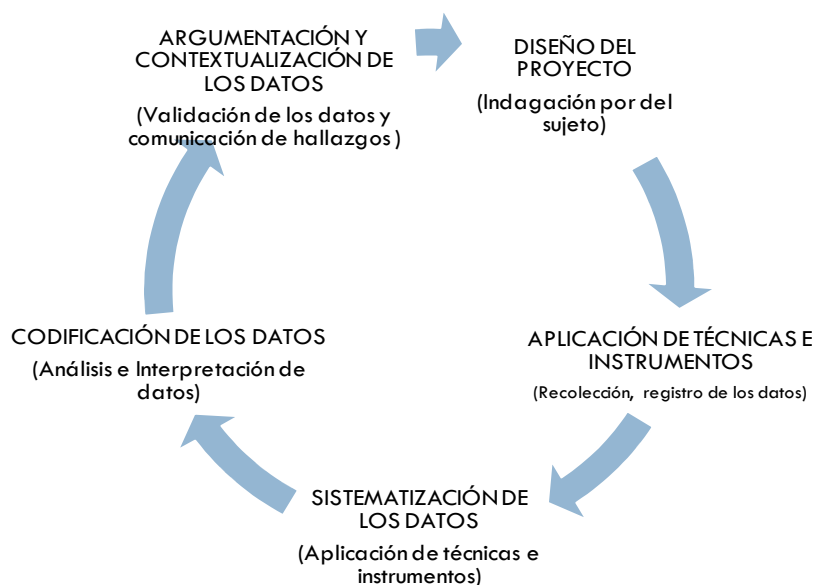 ARGUMENTACIÓN Y
CONTEXTUALIZACIÓN DE
LOS DATOS
(Validación de los datos y
comunicación de hallazgos )
DISEÑO DEL
PROYECTO
(Indagación por del
sujeto)
APLICACIÓN DE TÉCNICAS E
INSTRUMENTOS
(Recolección, registro de los datos)
SISTEMATIZACIÓN DE
LOS DATOS
(Aplicación de técnicas e
instrumentos)
CODIFICACIÓN DE LOS DATOS
(Análisis e Interpretación de
datos)